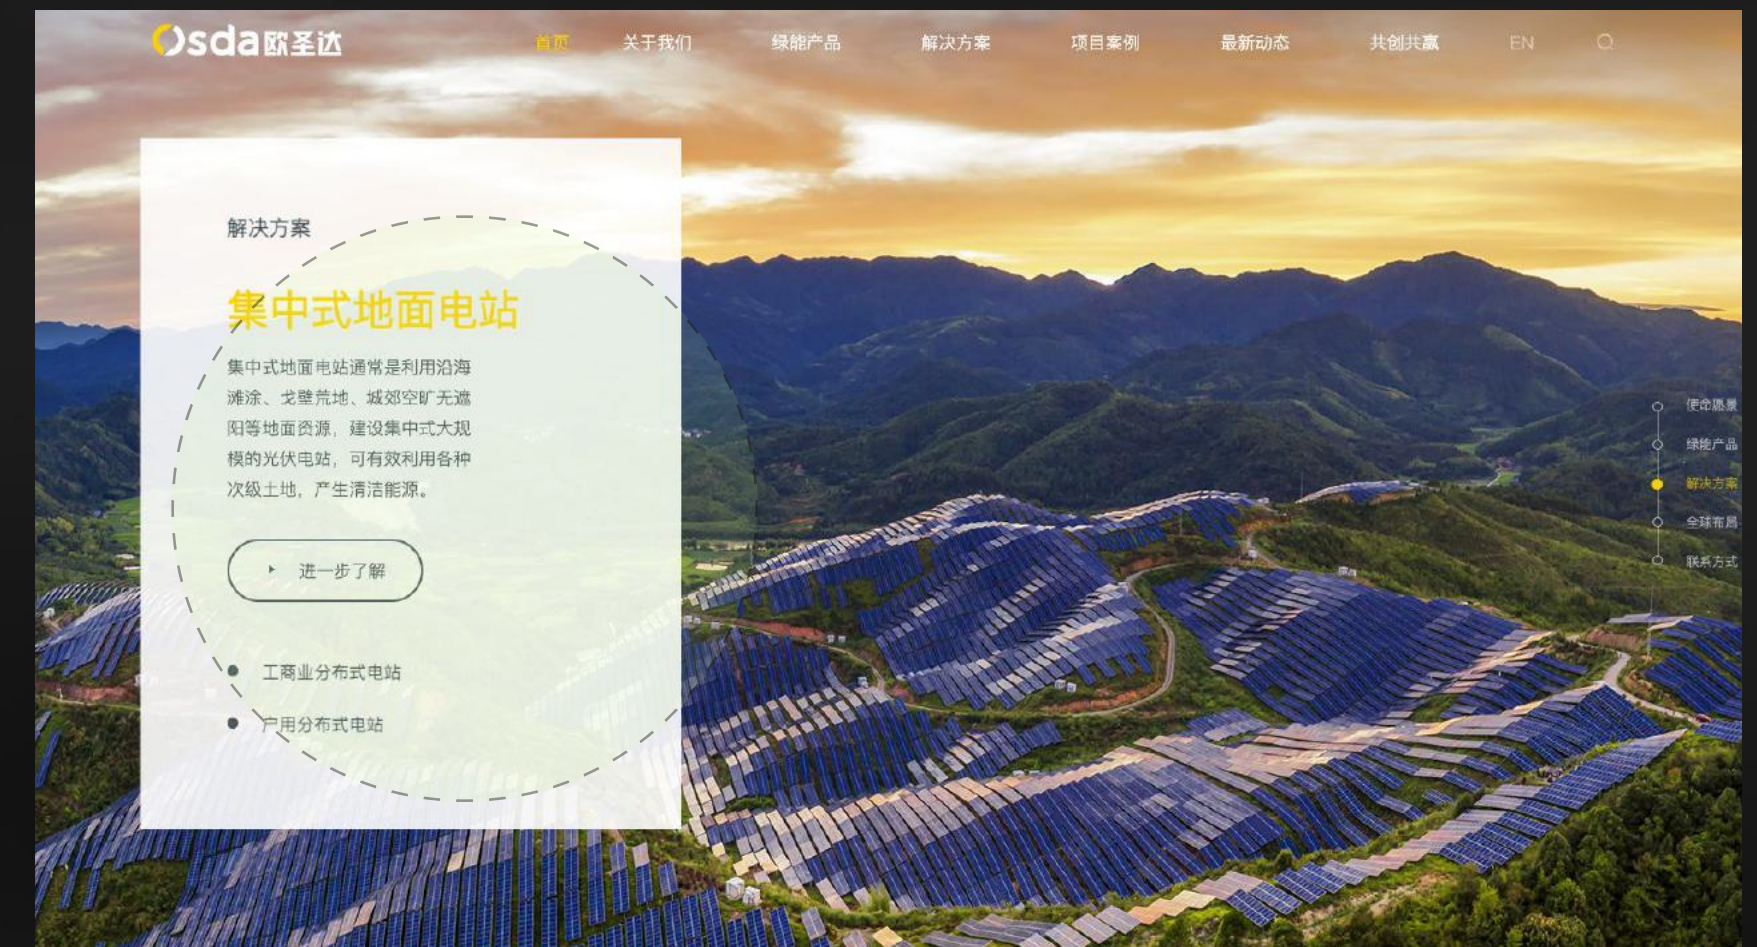 Osda欧圣达
首页
关于我们
绿能产品
解决方案
项目案例
最新动态
共创共赢
EN
解决方案
集中式地面电站
集中式地面电站通常是利用沿海
滩涂、戈壁荒地、城郊空旷无遮
阳等地面资源，建设集中式大规
模的光伏电站，可有效利用各种
次级土地，产生清洁能源。
进一步了解
工商业分布式电站
户用分布式电站
使命愿景
绿能产品
解决方案
全球布局
联系方式